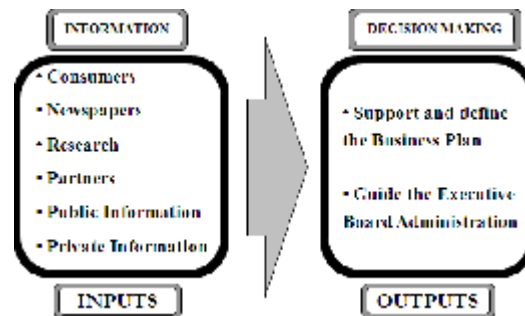 INFORMATION
• Consumers
• Newspapers
• Research
• Partners
• Public Information
• Private Information
INPUTS
DECISION MAKING
• Support and define
the Business Plan
• Guide the Executive
Board Administration
OUTPUTS